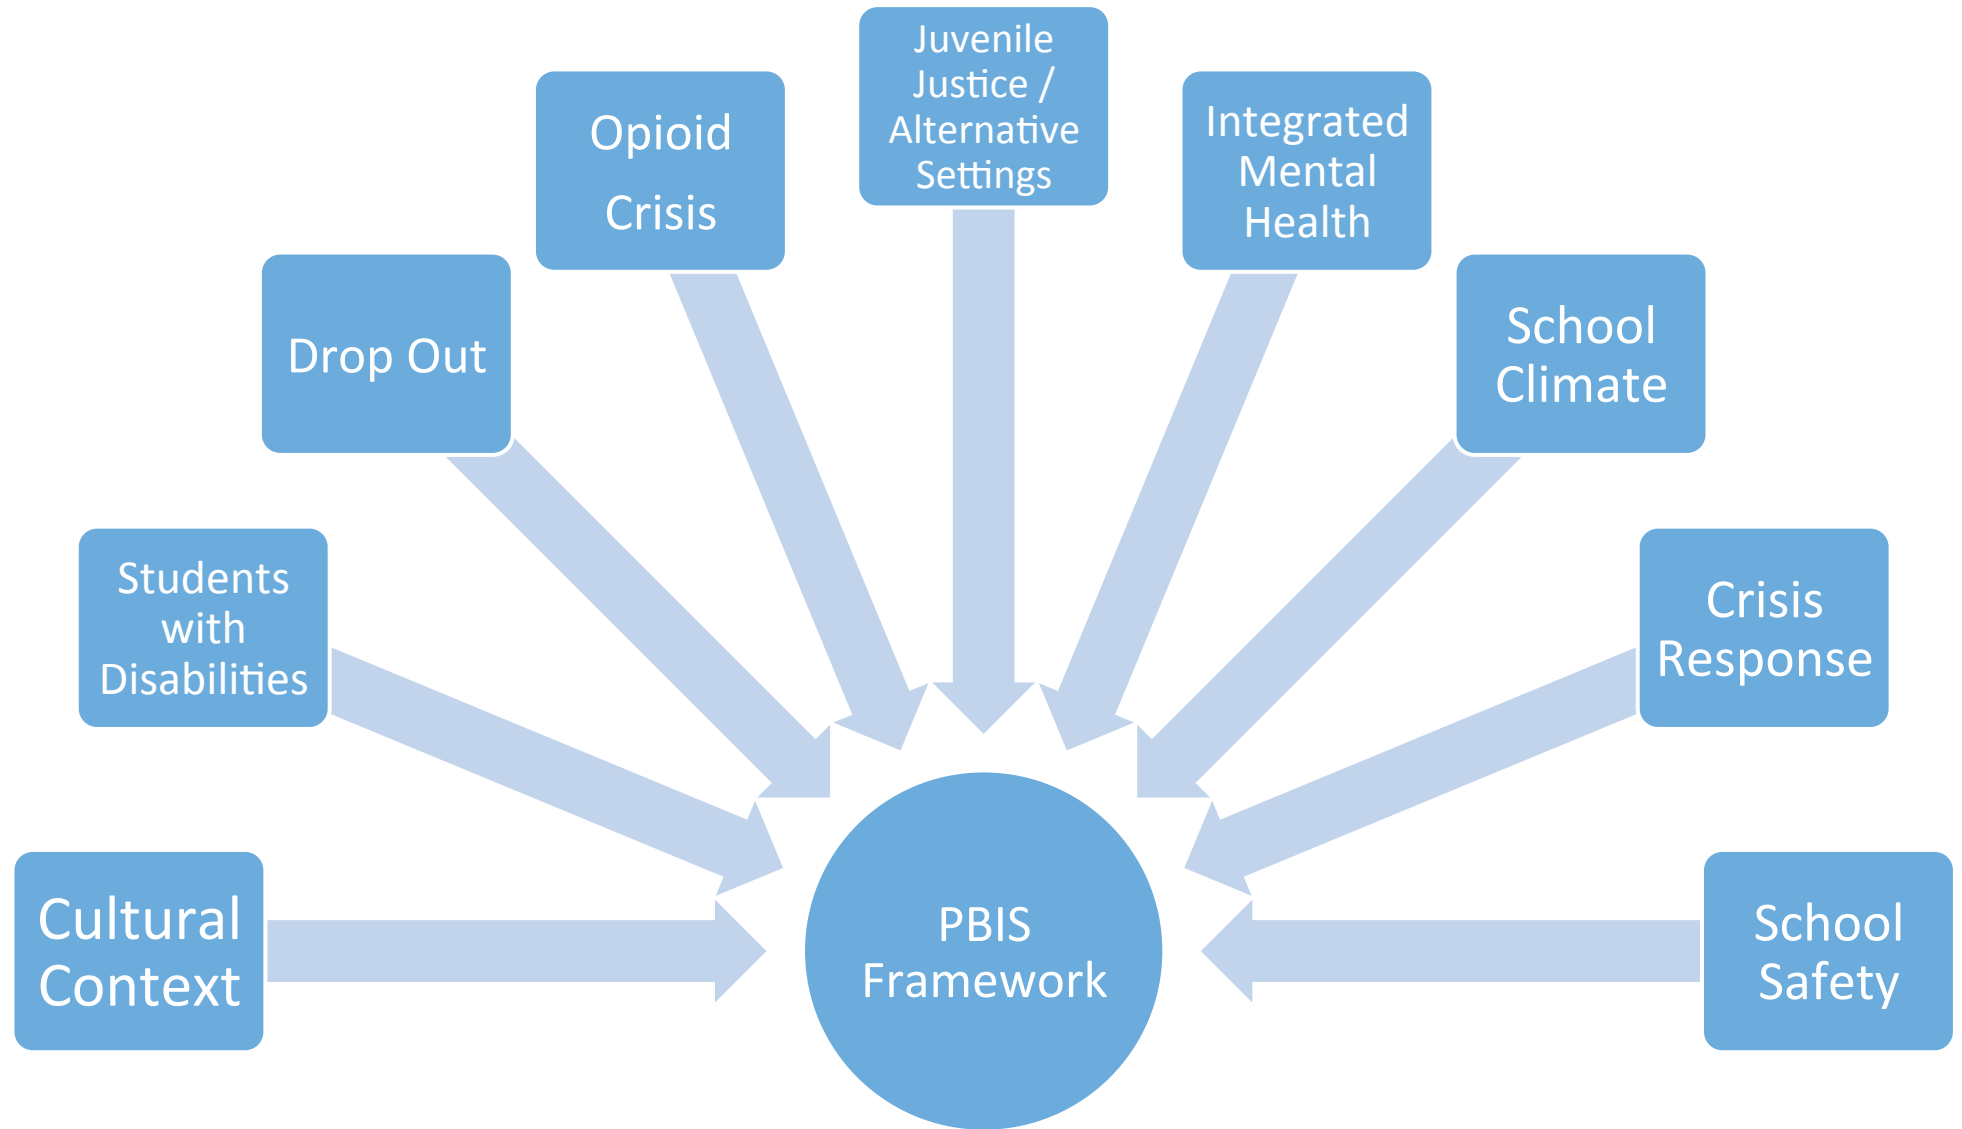 Juvenile
Justice /
Alternative
Settings
Opioid
Crisis
Integrated
Mental
Health
Drop Out
School
Climate
Students
with
Disabilities
Crisis
Response
Cultural
Context
PBIS
Framework
School
Safety